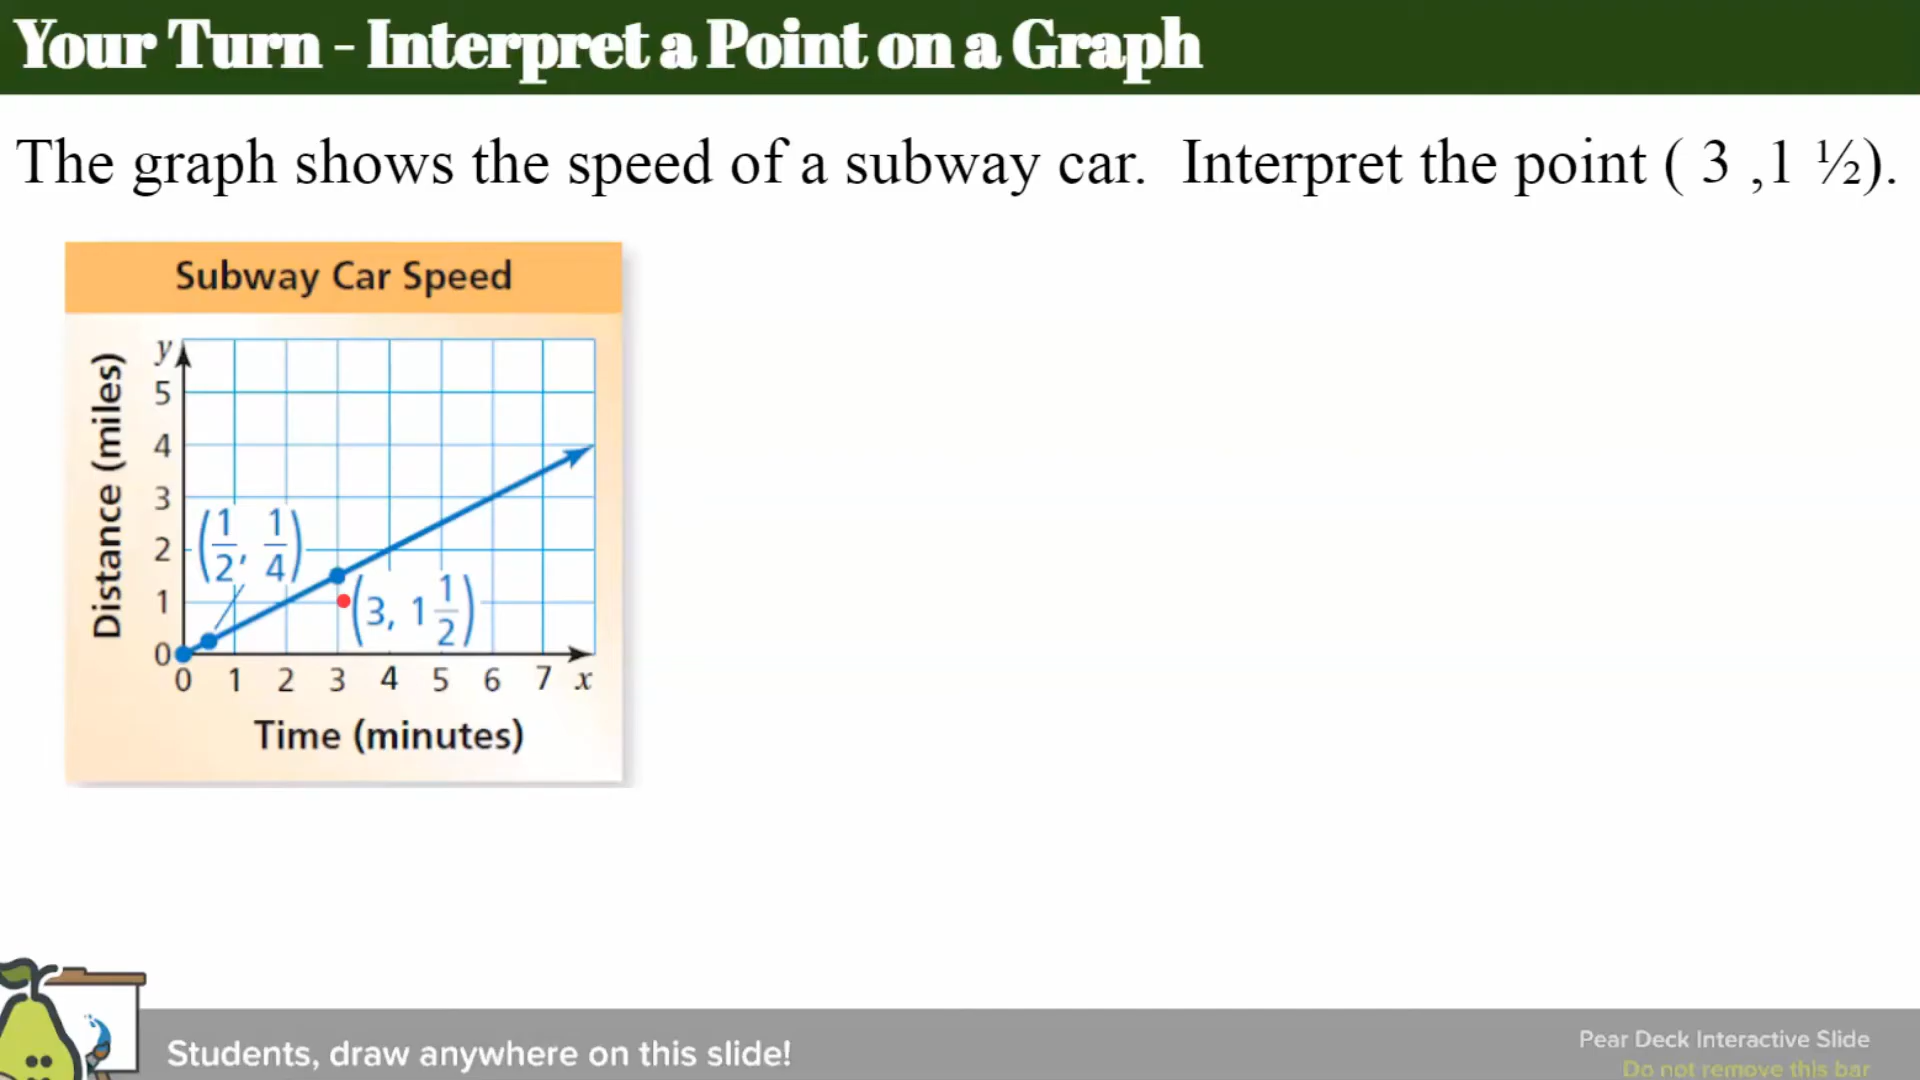 Your Turn - Interpret a Point on a Graph
The graph shows the speed of a subway car. Interpret the point ( 3 ,1 ½).
Subway Car Speed
Distance (miles)
y
5
4
3
2
1
0
(1/2, 1/4)
(3, 1 1/2)
0 1 2 3 4 5 6 7 x
Time (minutes)
Students, draw anywhere on this slide!
Pear Deck Interactive Slide
Do not remove this bar